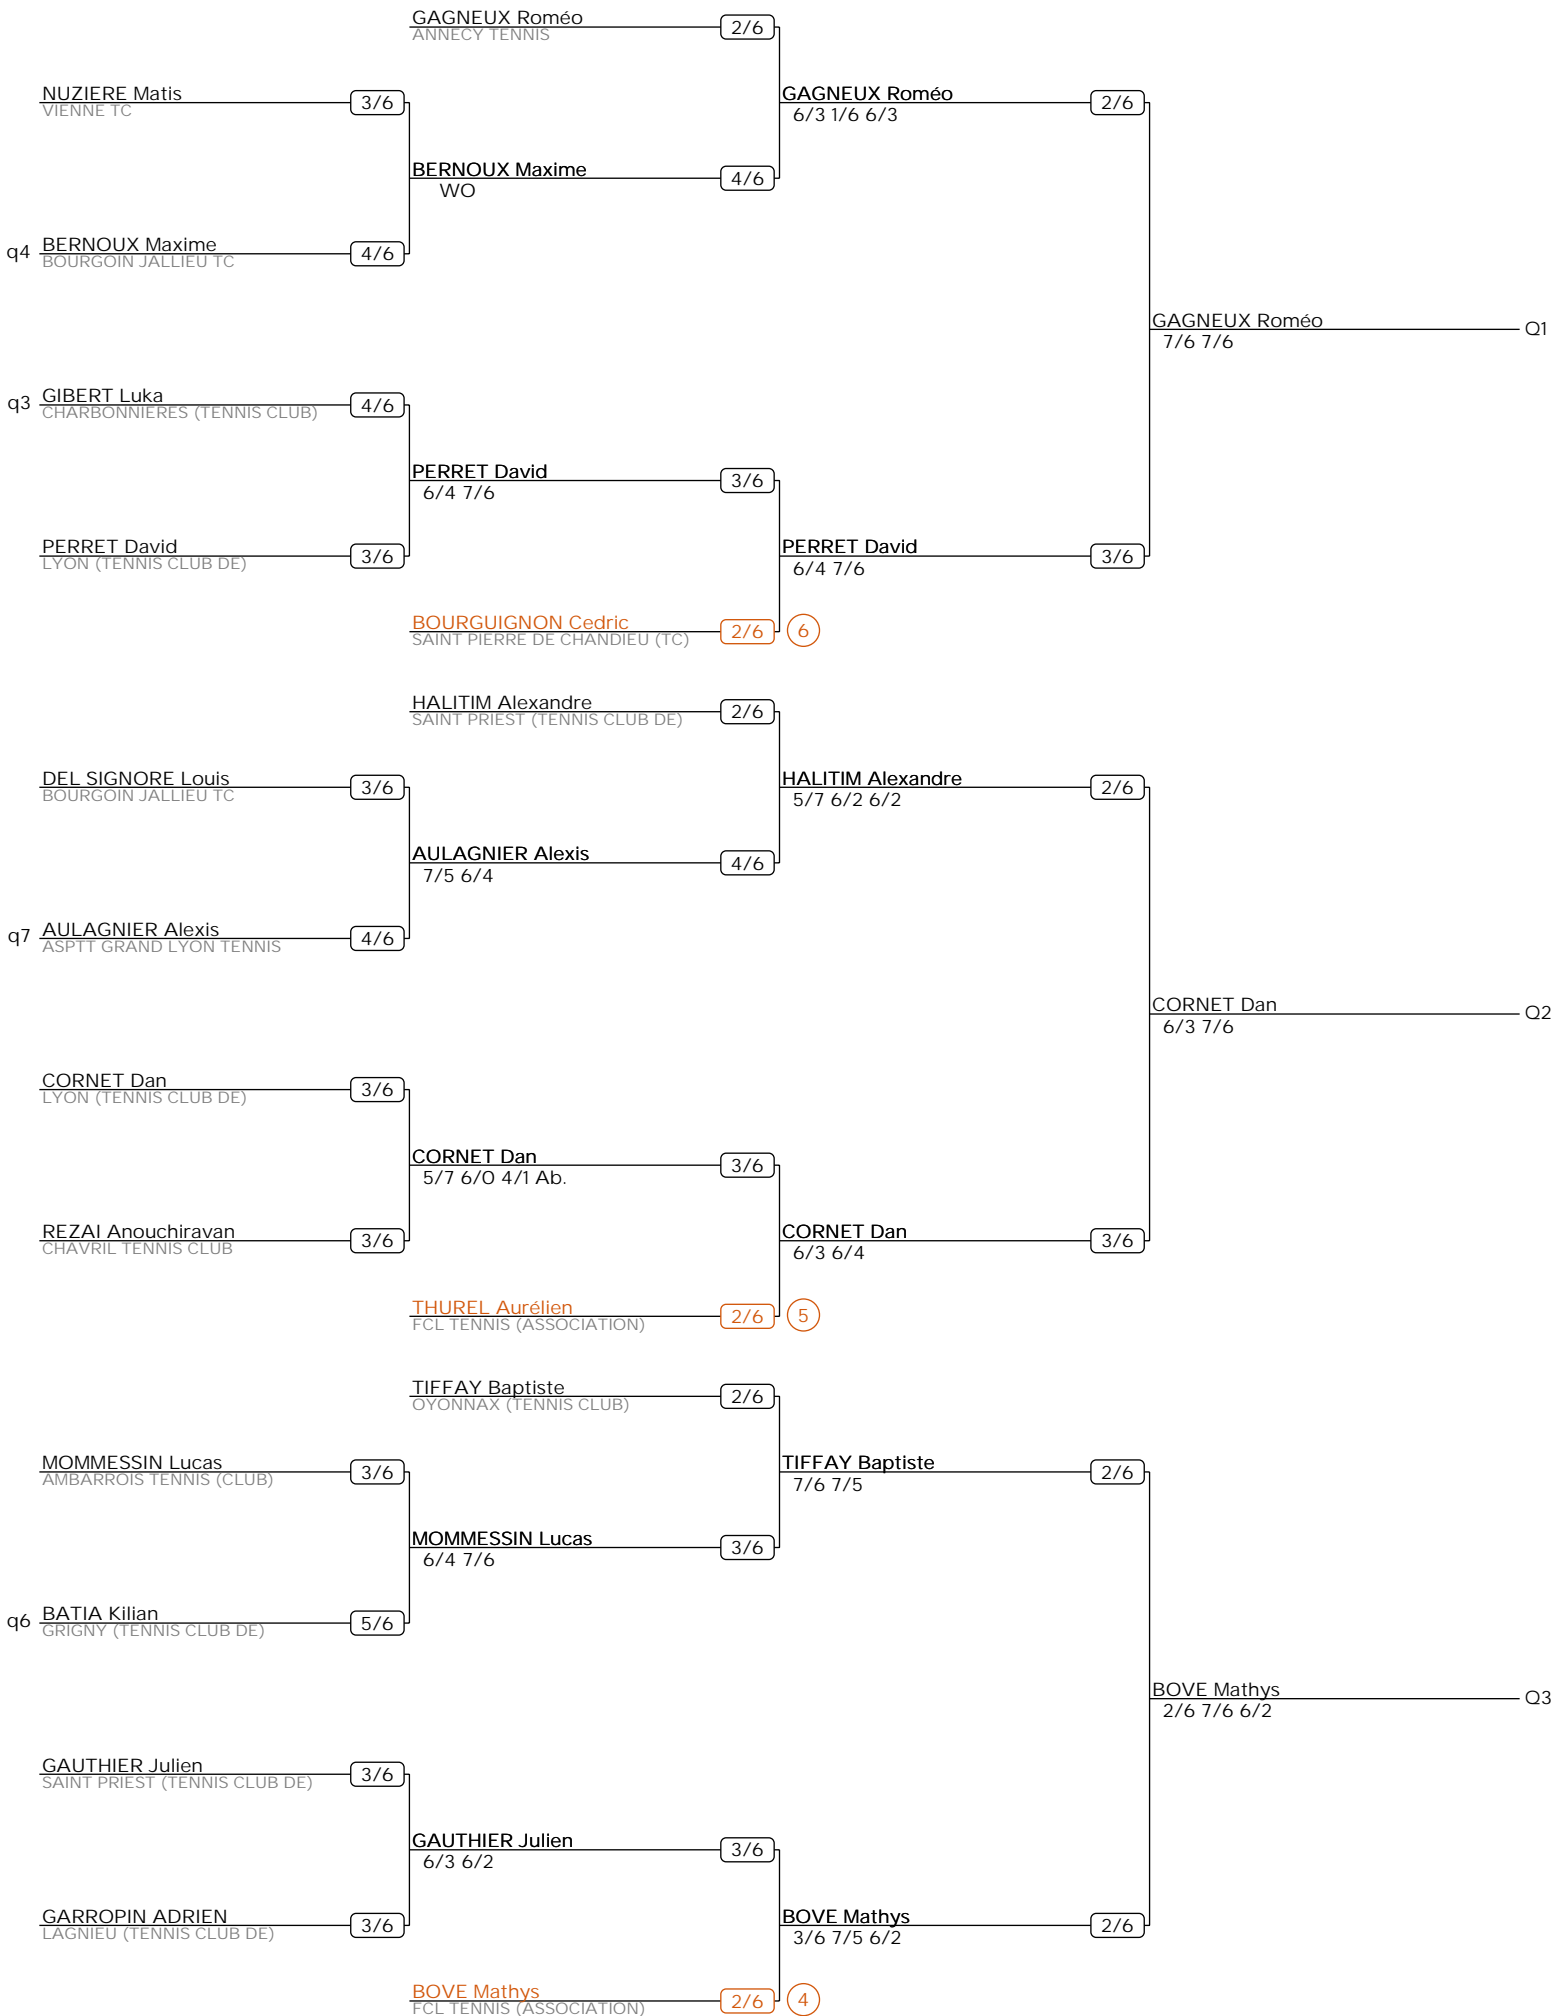 GAGNEUX Roméo
ANNECY TENNIS
2/6
NUZIERE Matis
VIENNE TC
3/6
GAGNEUX Roméo
6/3 1/6 6/3
2/6
BERNOUX Maxime
WO
4/6
q4 BERNOUX Maxime
BOURGOIN JALLIEU TC
4/6
GAGNEUX Roméo
7/6 7/6
Q1
q3 GIBERT Luka
CHARBONNIERES (TENNIS CLUB)
4/6
PERRET David
6/4 7/6
3/6
PERRET David
LYON (TENNIS CLUB DE)
3/6
PERRET David
6/4 7/6
3/6
BOURGUIGNON Cedric
SAINT PIERRE DE CHANDIEU (TC)
2/6 6
HALITIM Alexandre
SAINT PRIEST (TENNIS CLUB DE)
2/6
DEL SIGNORE Louis
BOURGOIN JALLIEU TC
3/6
HALITIM Alexandre
5/7 6/2 6/2
2/6
AULAGNIER Alexis
7/5 6/4
4/6
q7 AULAGNIER Alexis
ASPTT GRAND LYON TENNIS
4/6
CORNET Dan
6/3 7/6
Q2
CORNET Dan
LYON (TENNIS CLUB DE)
3/6
CORNET Dan
5/7 6/0 4/1 Ab.
3/6
REZAI Anouchiravan
CHAVRIL TENNIS CLUB
3/6
CORNET Dan
6/3 6/4
3/6
THUREL Aurélien
FCL TENNIS (ASSOCIATION)
2/6 5
TIFFAY Baptiste
OYONNAX (TENNIS CLUB)
2/6
MOMMESSIN Lucas
AMBARROIS TENNIS (CLUB)
3/6
TIFFAY Baptiste
7/6 7/5
2/6
MOMMESSIN Lucas
6/4 7/6
3/6
q6 BATIA Kilian
GRIGNY (TENNIS CLUB DE)
5/6
BOVE Mathys
2/6 7/6 6/2
Q3
GAUTHIER Julien
SAINT PRIEST (TENNIS CLUB DE)
3/6
GAUTHIER Julien
6/3 6/2
3/6
GARROPIN ADRIEN
LAGNIEU (TENNIS CLUB DE)
3/6
BOVE Mathys
3/6 7/5 6/2
2/6
BOVE Mathys
FCL TENNIS (ASSOCIATION)
2/6 4